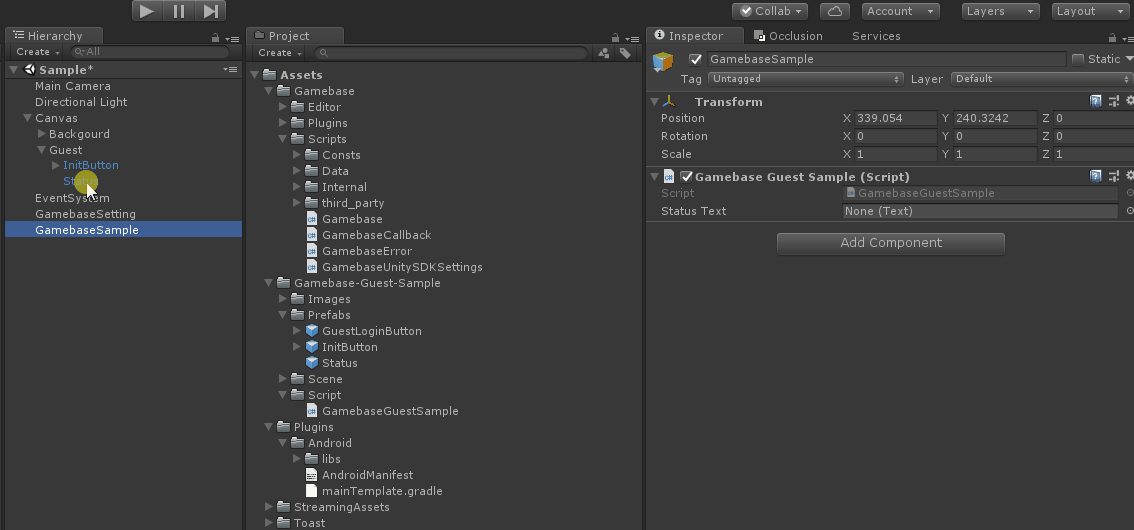 Collab
Account
Layers
Layout
Hierarchy
Create
All
Sample*
Main Camera
Directional Light
Canvas
Backgourd
Guest
InitButton
EventSystem
GamebaseSetting
GamebaseSample
Project
Create
Assets
Gamebase
Editor
Plugins
Scripts
Consts
Data
Internal
third_party
Gamebase
GamebaseCallback
GamebaseError
GamebaseUnitySDKSettings
Gamebase-Guest-Sample
Images
Prefabs
GuestLoginButton
InitButton
Status
Scene
Script
GamebaseGuestSample
Plugins
Android
libs
AndroidManifest
mainTemplate.gradle
StreamingAssets
Toast
Inspector Occlusion Services
GamebaseSample Static
Tag Untagged Layer Default
Transform
Position X 339.054 Y 240.3242 Z 0
Rotation X 0 Y 0 Z 0
Scale X 1 Y 1 Z 1
Gamebase Guest Sample (Script)
Script GamebaseGuestSample
Status Text None (Text)
Add Component